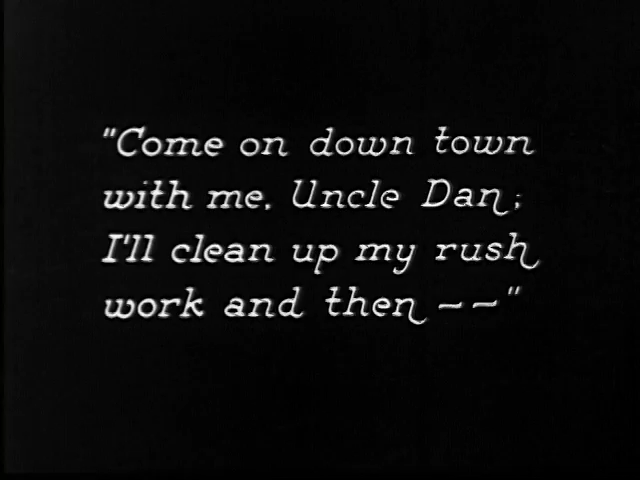 "Come on down town
with me, Uncle Dan;
I'll clean up my rush
work and then — —"